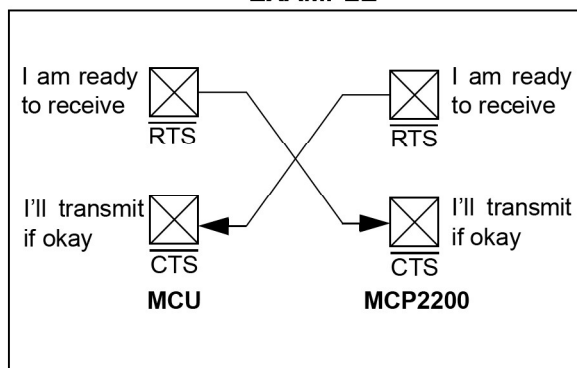 I am ready
to receive
RTS
I am ready
to receive
RTS
I'll transmit
if okay
CTS
I'll transmit
if okay
CTS
MCU
MCP2200